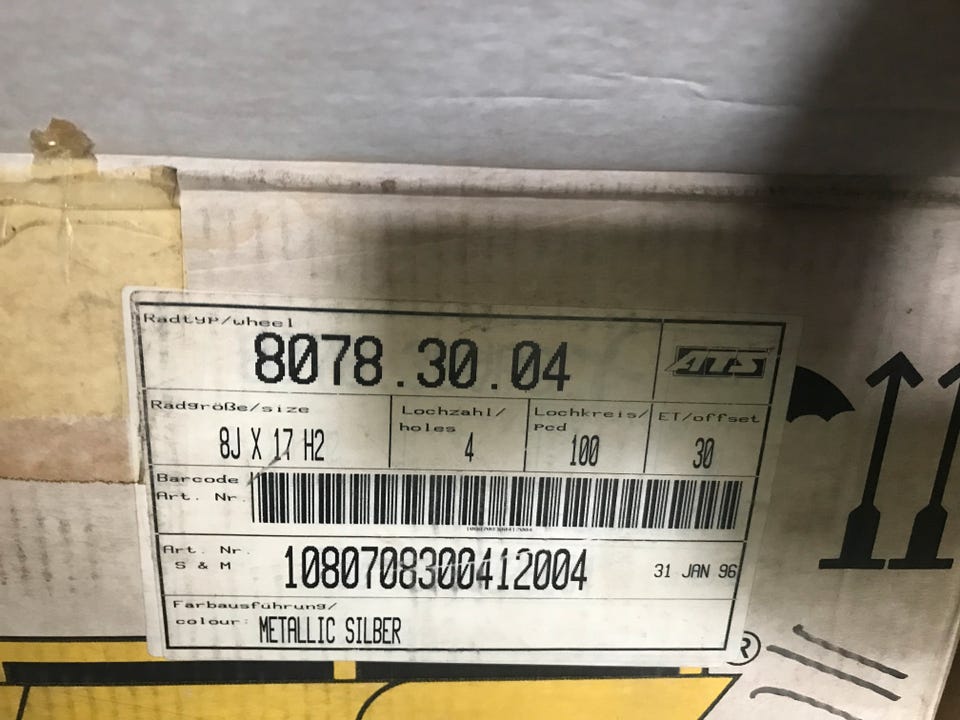 Radtyp/wheel
8078.30.04
ATS
Radgröße/size
8J X 17 H2
Lochzahl/
holes
4
Lochkreis/
Pcd
100
ET/offset
30
Barcode
Art. Nr.
Art. Nr.
S & M
1080708300412004
31 JAN 96
Farbausführung/
colour:
METALLIC SILBER
®